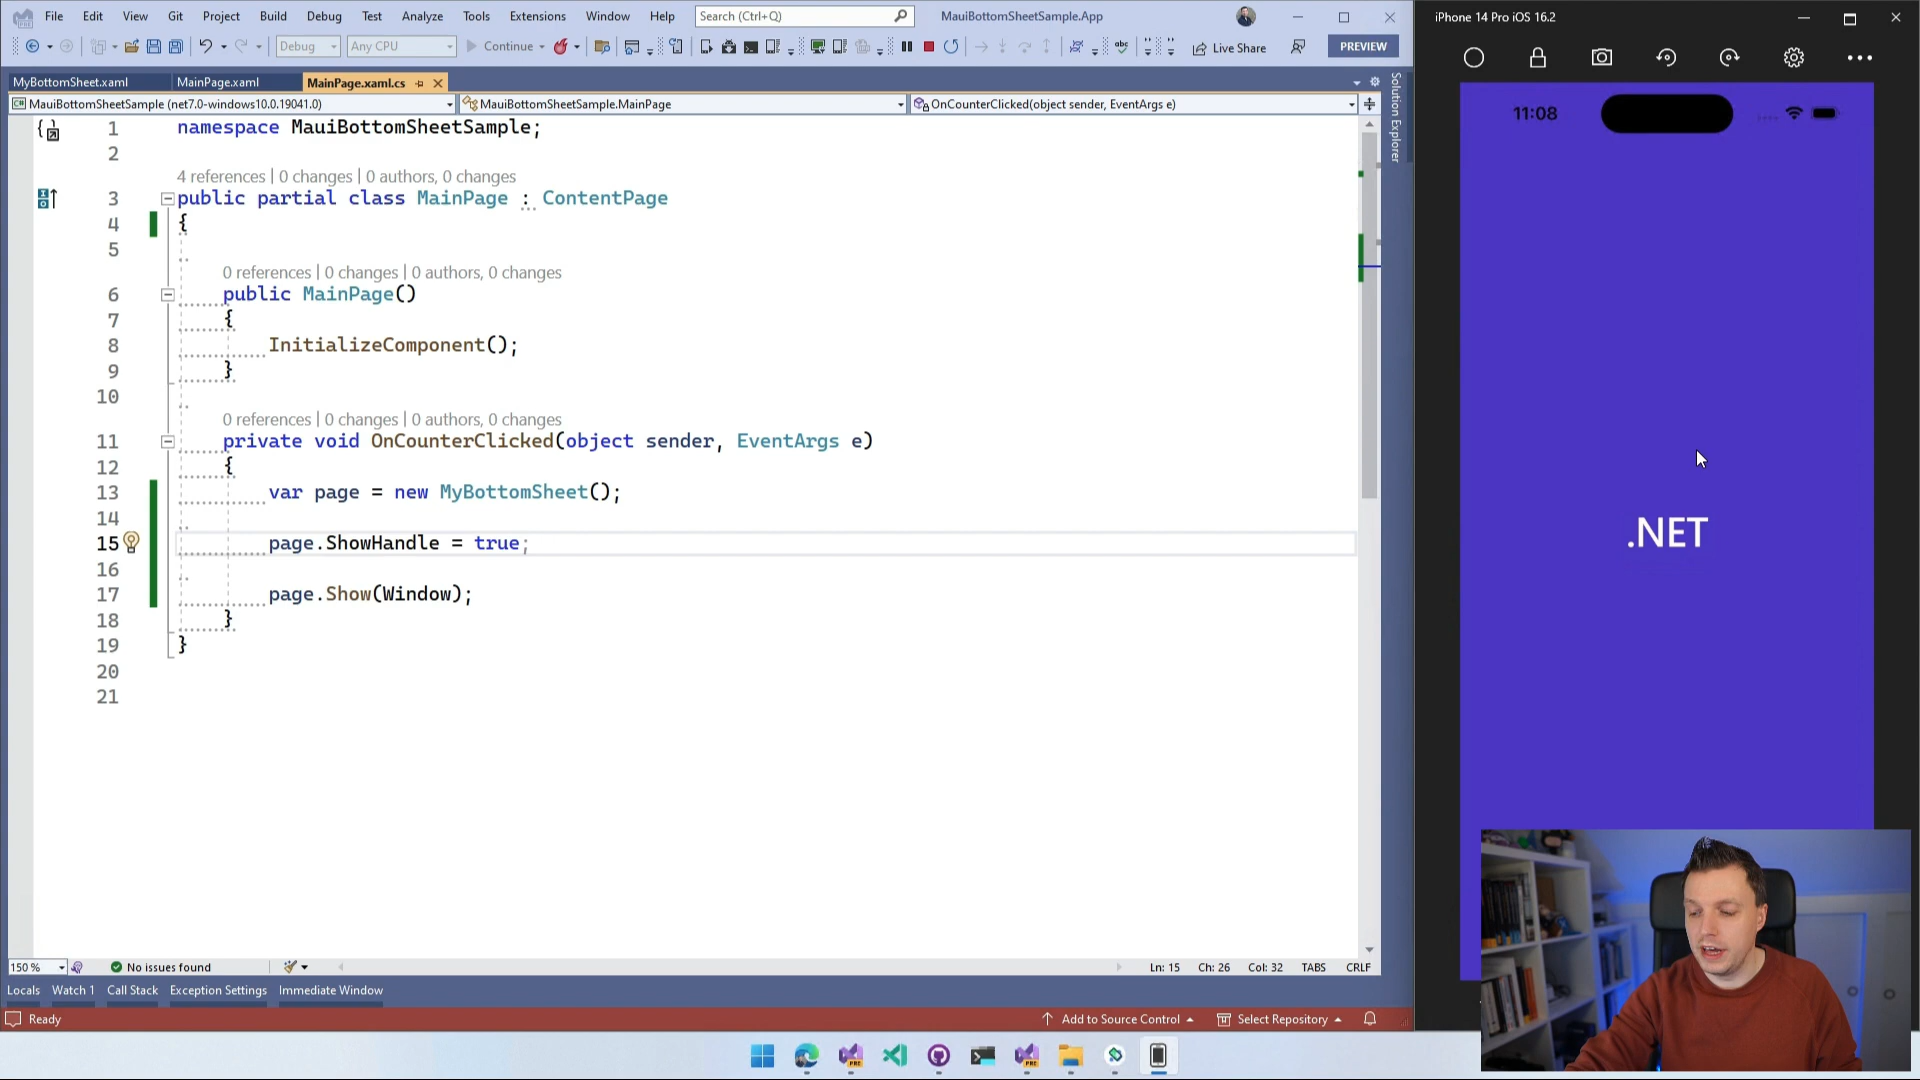 File Edit View Git Project Build Debug Test Analyze Tools Extensions Window Help Search (Ctrl+Q) MauiBottomSheetSample.App
Debug Any CPU Continue Live Share PREVIEW
MyBottomSheet.xaml MainPage.xaml MainPage.xaml.cs
MauiBottomSheetSample (net7.0-windows10.0.19041.0) MauiBottomSheetSample.MainPage OnCounterClicked(object sender, EventArgs e)
Solution Explorer
1 namespace MauiBottomSheetSample;
2
4 references | 0 changes | 0 authors, 0 changes
3 public partial class MainPage : ContentPage
4 {
5
0 references | 0 changes | 0 authors, 0 changes
6 public MainPage()
7 {
8 InitializeComponent();
9 }
10
0 references | 0 changes | 0 authors, 0 changes
11 private void OnCounterClicked(object sender, EventArgs e)
12 {
13 var page = new MyBottomSheet();
14
15 page.ShowHandle = true;
16
17 page.Show(Window);
18 }
19 }
20
21
150 % No issues found Ln: 15 Ch: 26 Col: 32 TABS CRLF
Locals Watch 1 Call Stack Exception Settings Immediate Window
Ready Add to Source Control Select Repository
iPhone 14 Pro iOS 16.2
11:08
.NET